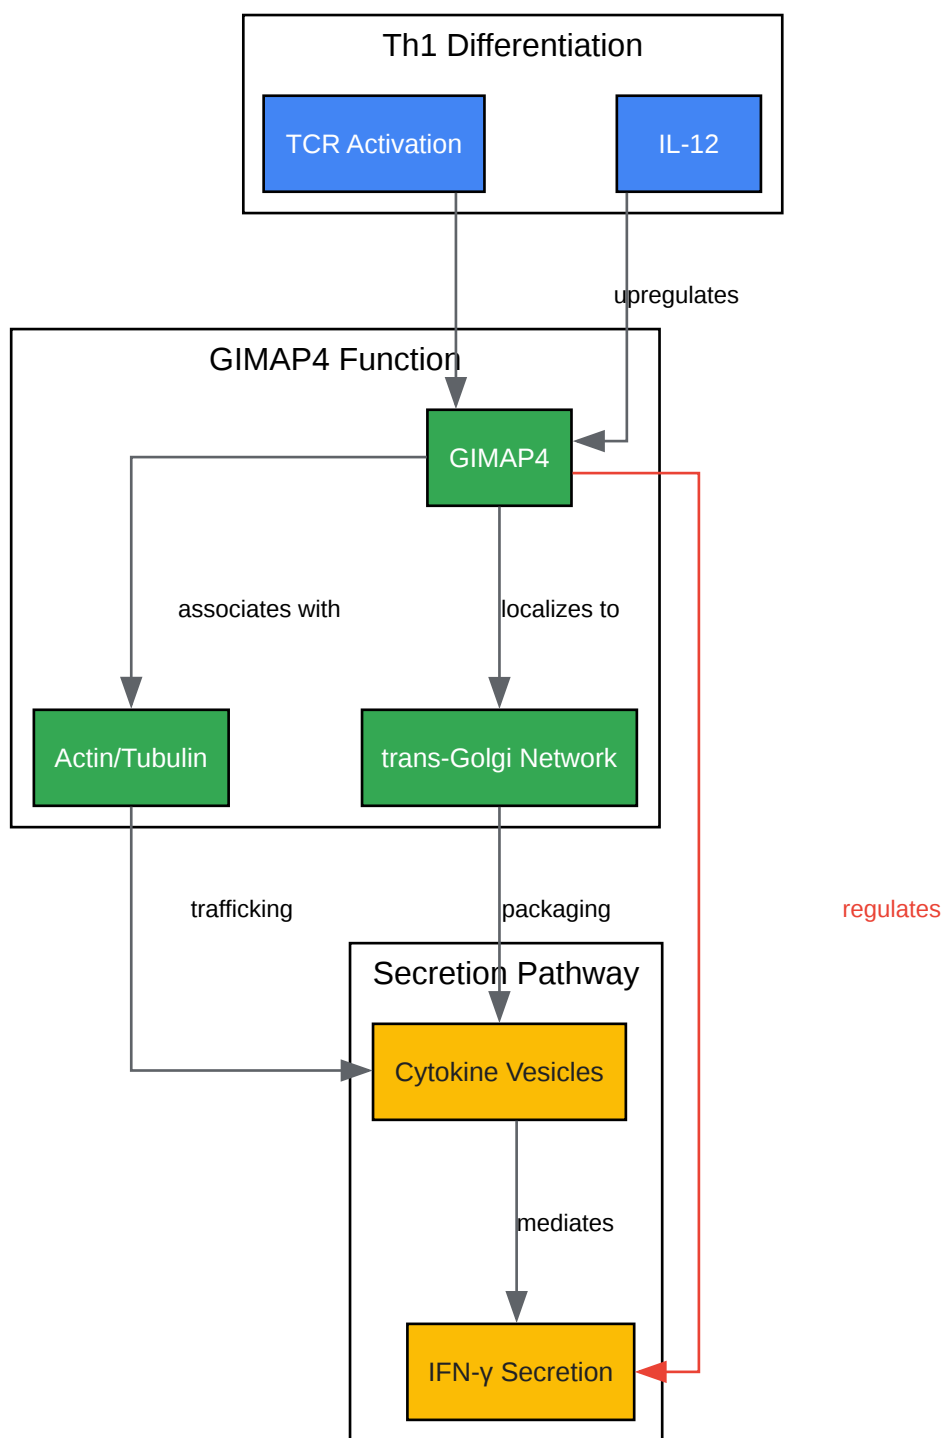 Th1 Differentiation
TCR Activation
IL-12
upregulates
GIMAP4 Function
GIMAP4
associates with
localizes to
Actin/Tubulin
trans-Golgi Network
trafficking
packaging
regulates
Secretion Pathway
Cytokine Vesicles
mediates
IFN-γ Secretion